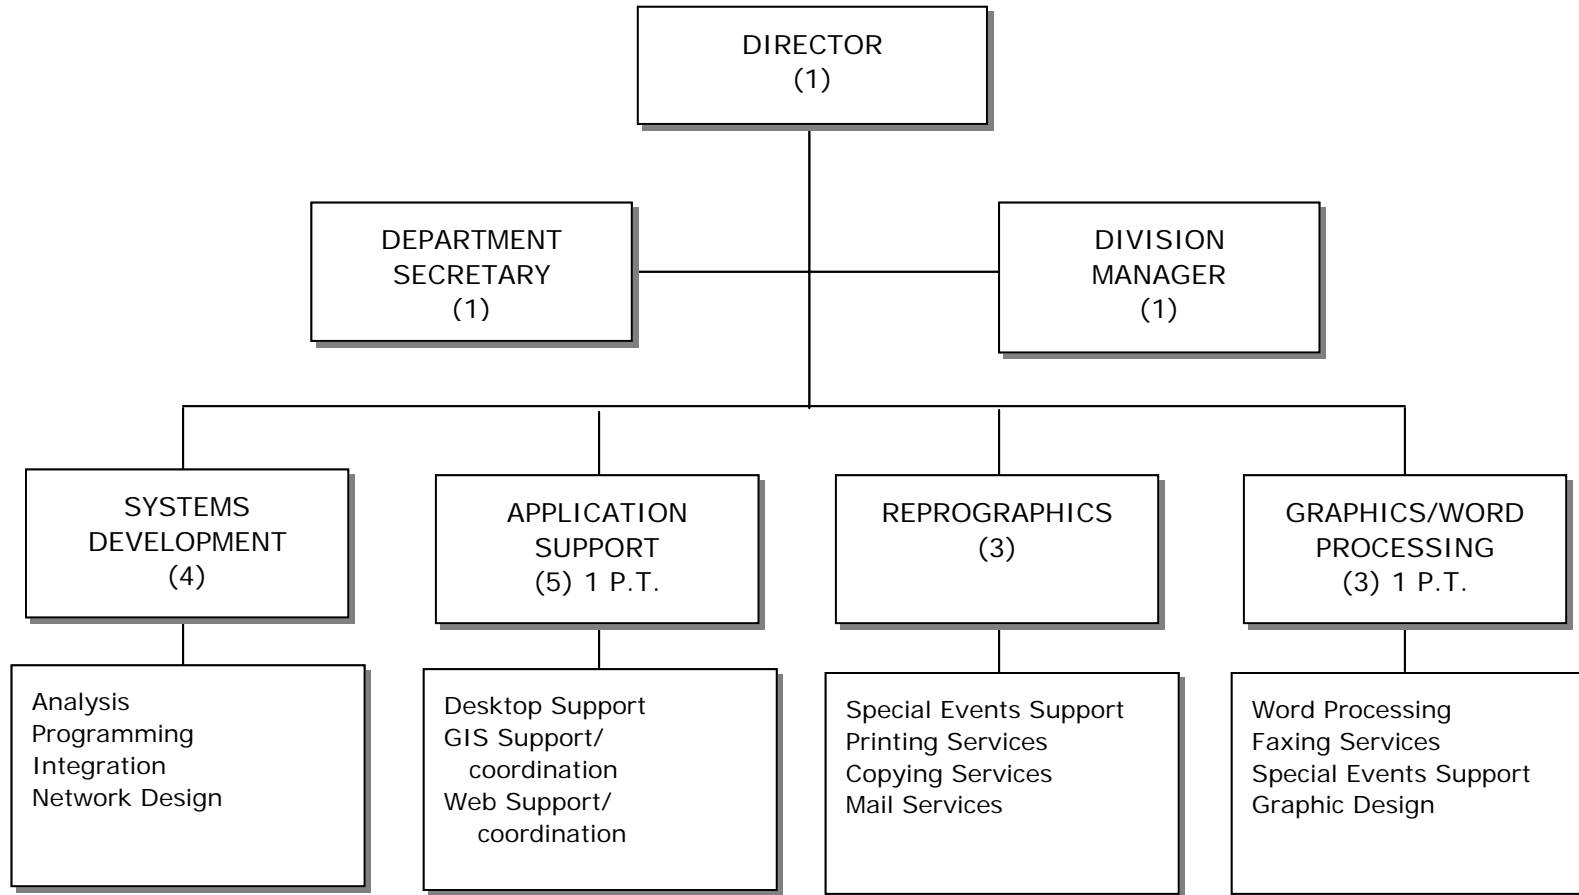 DIRECTOR
(1)
DEPARTMENT
SECRETARY
(1)
DIVISION
MANAGER
(1)
SYSTEMS
DEVELOPMENT
(4)
APPLICATION
SUPPORT
(5) 1 P.T.
REPROGRAPHICS
(3)
GRAPHICS/WORD
PROCESSING
(3) 1 P.T.
Analysis
Programming
Integration
Network Design
Desktop Support
GIS Support/
coordination
Web Support/
coordination
Special Events Support
Printing Services
Copying Services
Mail Services
Word Processing
Faxing Services
Special Events Support
Graphic Design